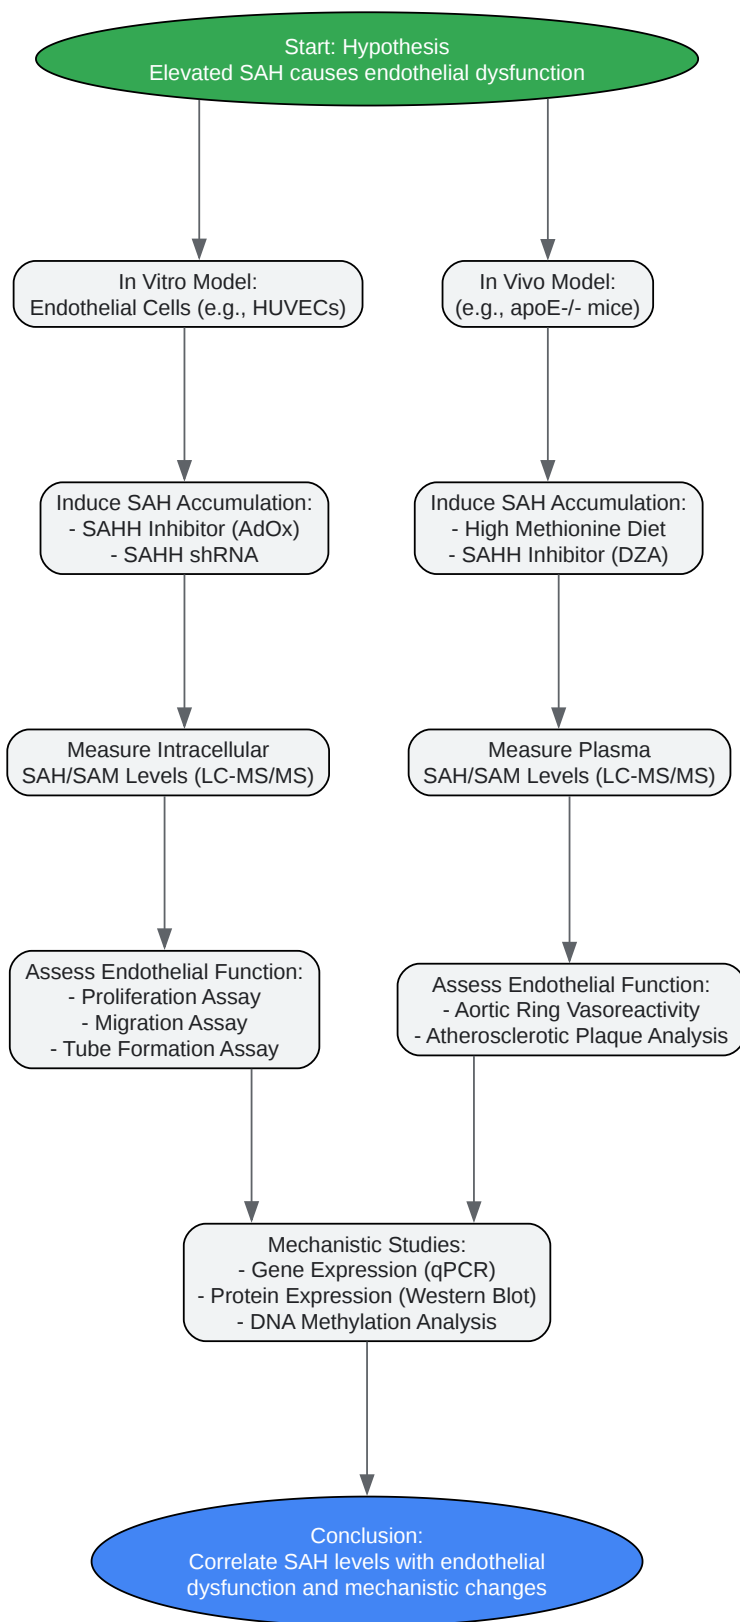 Start: Hypothesis
Elevated SAH causes endothelial dysfunction
In Vitro Model:
Endothelial Cells (e.g., HUVECs)
In Vivo Model:
(e.g., apoE-/- mice)
Induce SAH Accumulation:
- SAHH Inhibitor (AdOx)
- SAHH shRNA
Induce SAH Accumulation:
- High Methionine Diet
- SAHH Inhibitor (DZA)
Measure Intracellular
SAH/SAM Levels (LC-MS/MS)
Measure Plasma
SAH/SAM Levels (LC-MS/MS)
Assess Endothelial Function:
- Proliferation Assay
- Migration Assay
- Tube Formation Assay
Assess Endothelial Function:
- Aortic Ring Vasoreactivity
- Atherosclerotic Plaque Analysis
Mechanistic Studies:
- Gene Expression (qPCR)
- Protein Expression (Western Blot)
- DNA Methylation Analysis
Conclusion:
Correlate SAH levels with endothelial
dysfunction and mechanistic changes